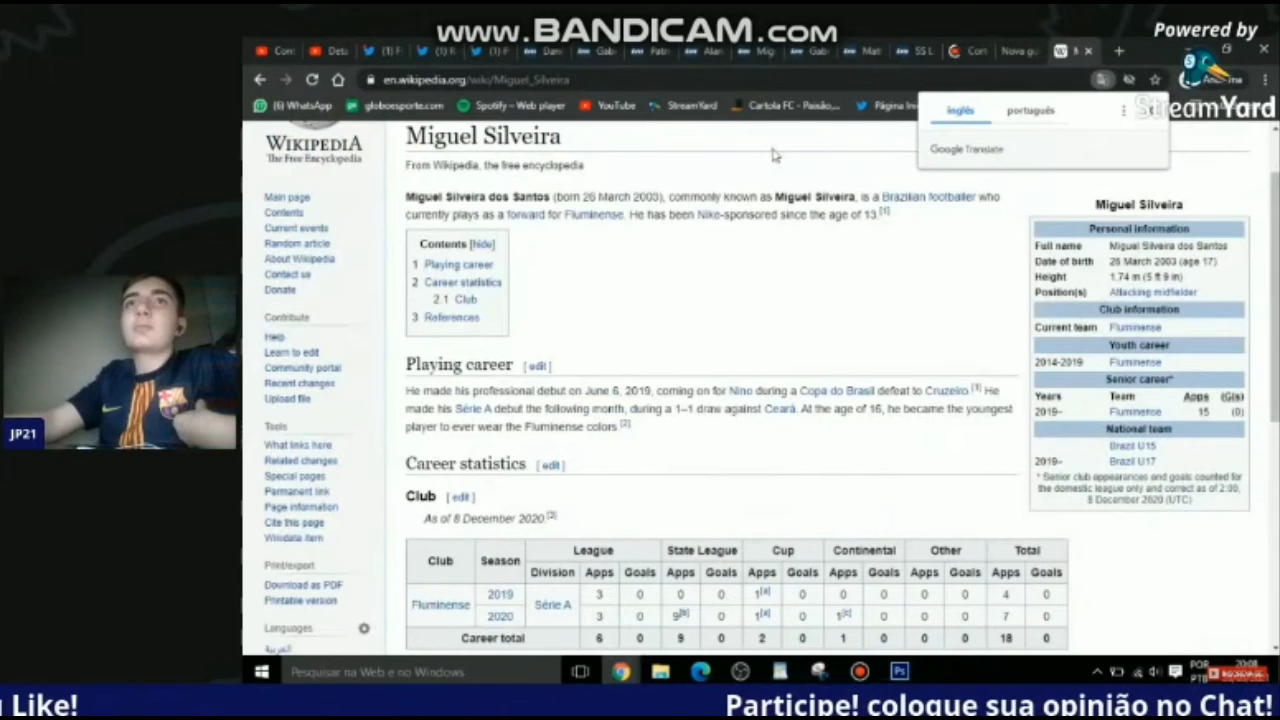 www.BANDICAM.com
Powered by
StreamYard
en.wikipedia.org/wiki/Miguel_Silveira
(6) WhatsApp
globoesporte.com
Spotify – Web player
YouTube
StreamYard
Cartola FC - Paixão,...
inglês português
Google Translate
WIKIPEDIA
The Free Encyclopedia
Main page
Contents
Current events
Random article
About Wikipedia
Contact us
Donate
Contribute
Help
Learn to edit
Community portal
Recent changes
Upload file
Tools
What links here
Related changes
Special pages
Permanent link
Page information
Cite this page
Wikidata item
Print/export
Download as PDF
Printable version
Languages
العربية
Miguel Silveira
From Wikipedia, the free encyclopedia
Miguel Silveira dos Santos (born 26 March 2003), commonly known as Miguel Silveira, is a Brazilian footballer who
currently plays as a forward for Fluminense. He has been Nike-sponsored since the age of 13.[1]
Contents [hide]
1 Playing career
2 Career statistics
2.1 Club
3 References
Playing career [edit]
He made his professional debut on June 6, 2019, coming on for Nino during a Copa do Brasil defeat to Cruzeiro.[1] He
made his Série A debut the following month, during a 1–1 draw against Ceará. At the age of 16, he became the youngest
player to ever wear the Fluminense colors.[2]
Career statistics [edit]
Club [edit]
As of 8 December 2020.[3]
Club Season League State League Cup Continental Other Total
Division Apps Goals Apps Goals Apps Goals Apps Goals Apps Goals Apps Goals
Fluminense 2019 Série A 3 0 0 0 1[a] 0 0 0 0 0 4 0
2020 3 0 9[b] 0 1[a] 0 1[c] 0 0 0 7 0
Career total 6 0 9 0 2 0 1 0 0 0 18 0
Miguel Silveira
Personal information
Full name Miguel Silveira dos Santos
Date of birth 26 March 2003 (age 17)
Height 1.74 m (5 ft 9 in)
Position(s) Attacking midfielder
Club information
Current team Fluminense
Youth career
2014-2019 Fluminense
Senior career*
Years Team Apps (Gls)
2019– Fluminense 15 (0)
National team
Brazil U15
2019– Brazil U17
* Senior club appearances and goals counted
for the domestic league only and correct as of 2:00,
8 December 2020 (UTC)
JP21
Pesquisar na Web e no Windows
POR
20:08
Like!
Participe! coloque sua opinião no Chat!